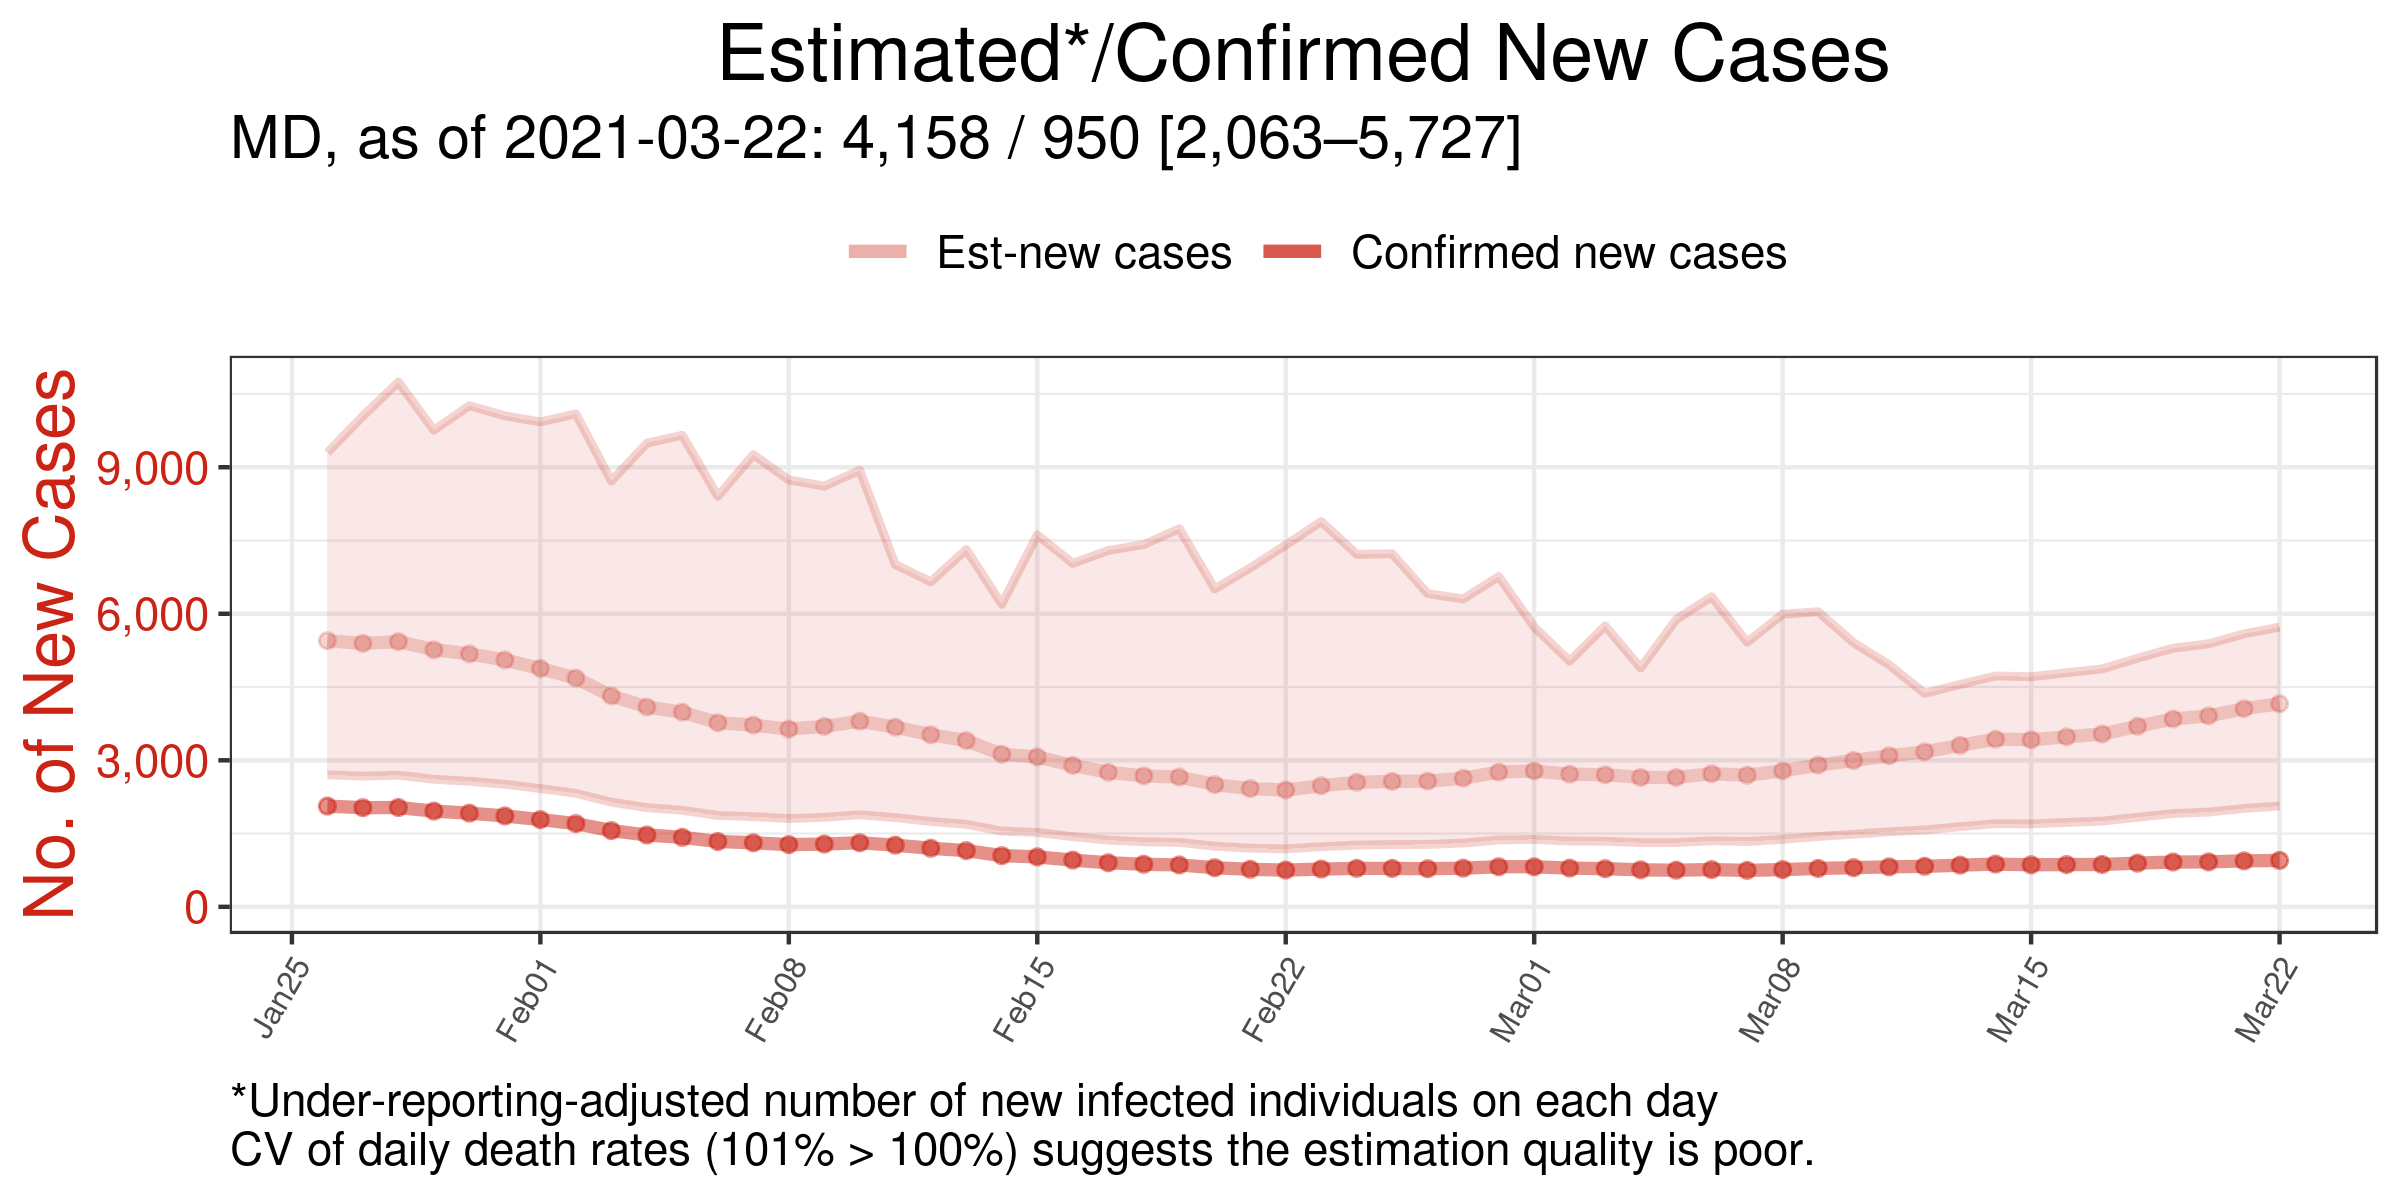 Estimated*/Confirmed New Cases
MD, as of 2021-03-22: 4,158 / 950 [2,063–5,727]
Est-new cases
Confirmed new cases
No. of New Cases
9,000
6,000
3,000
0
Jan25
Feb01
Feb08
Feb15
Feb22
Mar01
Mar08
Mar15
Mar22
*Under-reporting-adjusted number of new infected individuals on each day
CV of daily death rates (101% > 100%) suggests the estimation quality is poor.